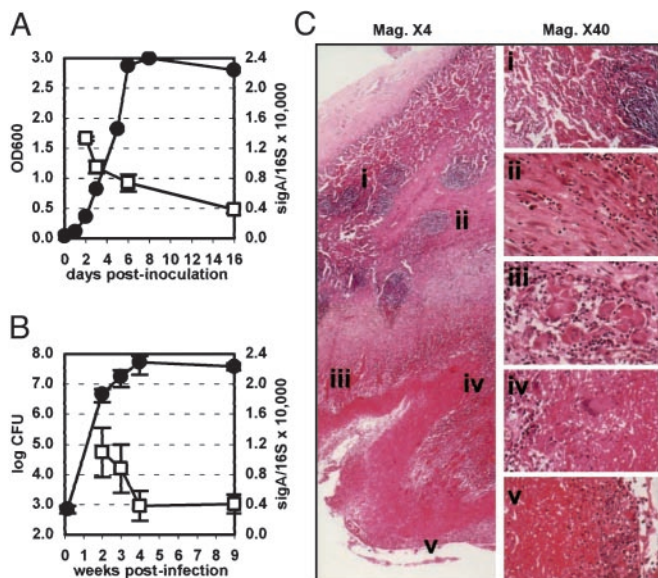 A
3.0
2.5
2.0
1.5
1.0
0.5
0.0
OD600
2.4
2.0
1.6
1.2
0.8
0.4
0.0
sigA/16S x 10,000
0 2 4 6 8 10 12 14 16
days post-inoculation
B
8.0
7.0
6.0
5.0
4.0
3.0
2.0
log CFU
2.4
2.0
1.6
1.2
0.8
0.4
0.0
sigA/16S x 10,000
0 1 2 3 4 5 6 7 8 9
weeks post-infection
C
Mag. X4
i
ii
iii
iv
v
Mag. X40
i
ii
iii
iv
v